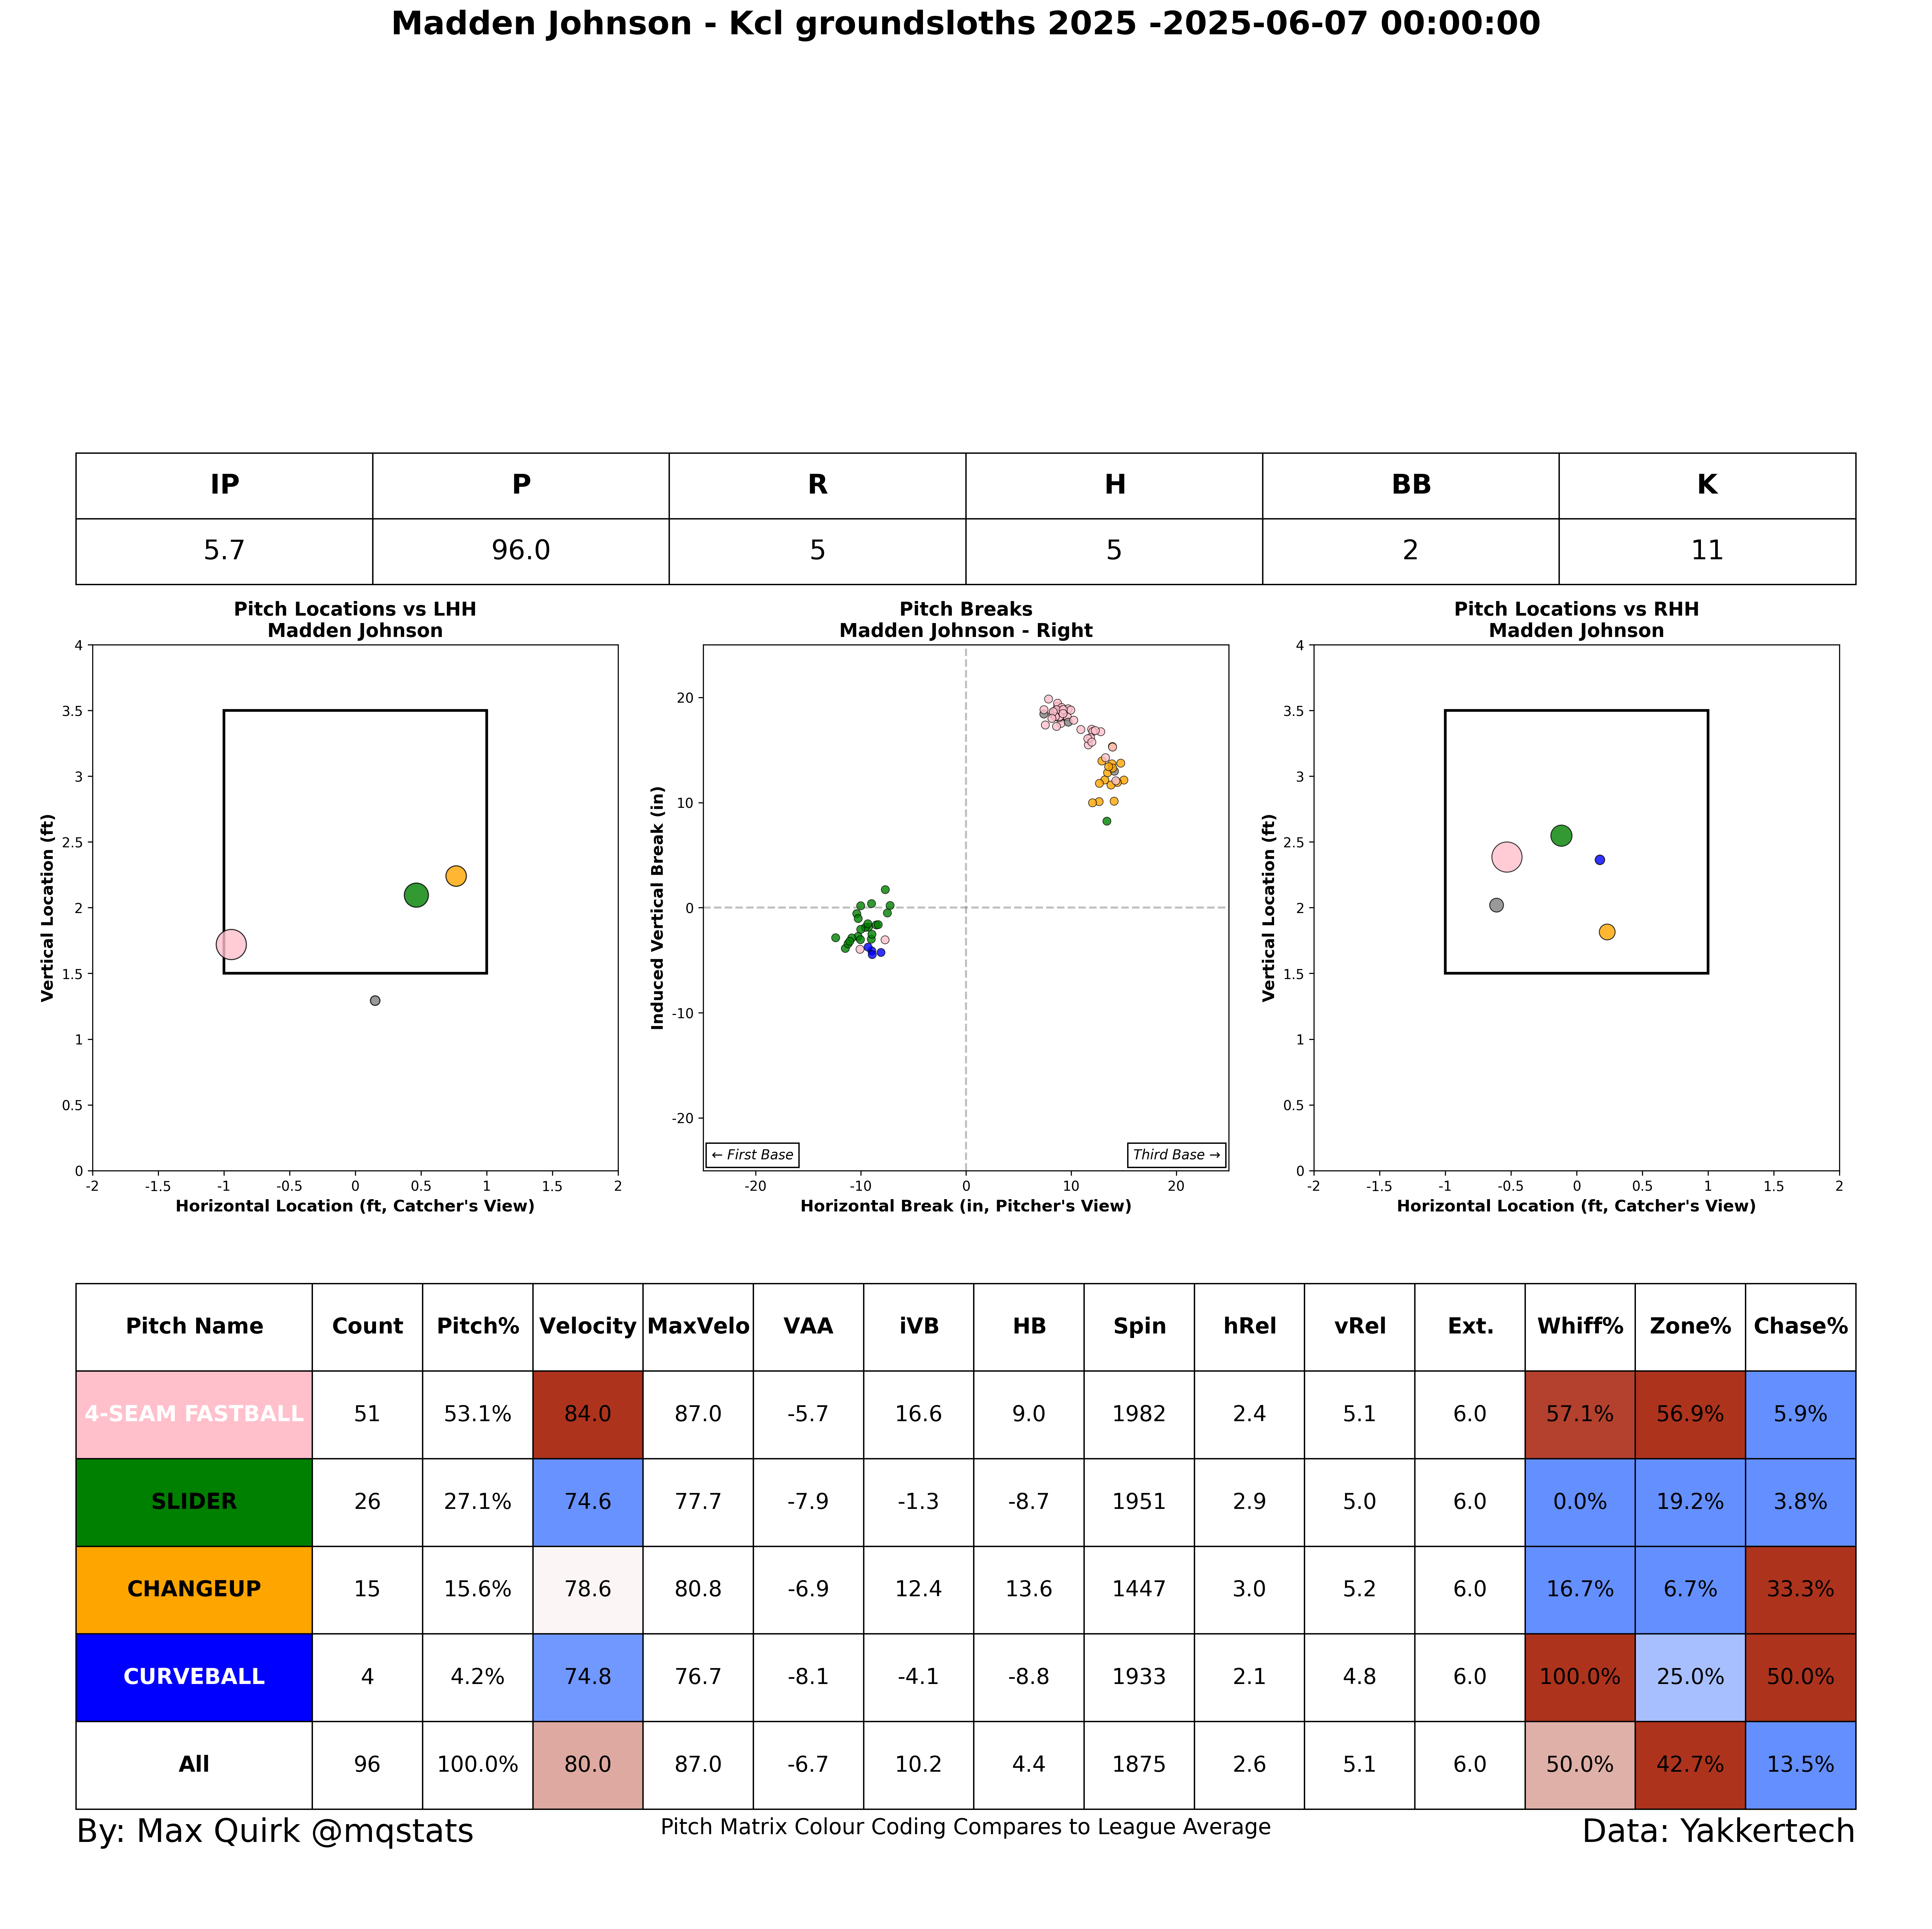 Madden Johnson - Kcl groundsloths 2025 -2025-06-07 00:00:00
IP P R H BB K
5.7 96.0 5 5 2 11
Pitch Locations vs LHH
Madden Johnson
4
3.5
3
2.5
2
1.5
1
0.5
0
-2 -1.5 -1 -0.5 0 0.5 1 1.5 2
Vertical Location (ft)
Horizontal Location (ft, Catcher's View)
Pitch Breaks
Madden Johnson - Right
20
10
0
-10
-20
← First Base Third Base →
-20 -10 0 10 20
Induced Vertical Break (in)
Horizontal Break (in, Pitcher's View)
Pitch Locations vs RHH
Madden Johnson
4
3.5
3
2.5
2
1.5
1
0.5
0
-2 -1.5 -1 -0.5 0 0.5 1 1.5 2
Vertical Location (ft)
Horizontal Location (ft, Catcher's View)
Pitch Name Count Pitch% Velocity MaxVelo VAA iVB HB Spin hRel vRel Ext. Whiff% Zone% Chase%
4-SEAM FASTBALL 51 53.1% 84.0 87.0 -5.7 16.6 9.0 1982 2.4 5.1 6.0 57.1% 56.9% 5.9%
SLIDER 26 27.1% 74.6 77.7 -7.9 -1.3 -8.7 1951 2.9 5.0 6.0 0.0% 19.2% 3.8%
CHANGEUP 15 15.6% 78.6 80.8 -6.9 12.4 13.6 1447 3.0 5.2 6.0 16.7% 6.7% 33.3%
CURVEBALL 4 4.2% 74.8 76.7 -8.1 -4.1 -8.8 1933 2.1 4.8 6.0 100.0% 25.0% 50.0%
All 96 100.0% 80.0 87.0 -6.7 10.2 4.4 1875 2.6 5.1 6.0 50.0% 42.7% 13.5%
By: Max Quirk @mqstats
Pitch Matrix Colour Coding Compares to League Average
Data: Yakkertech